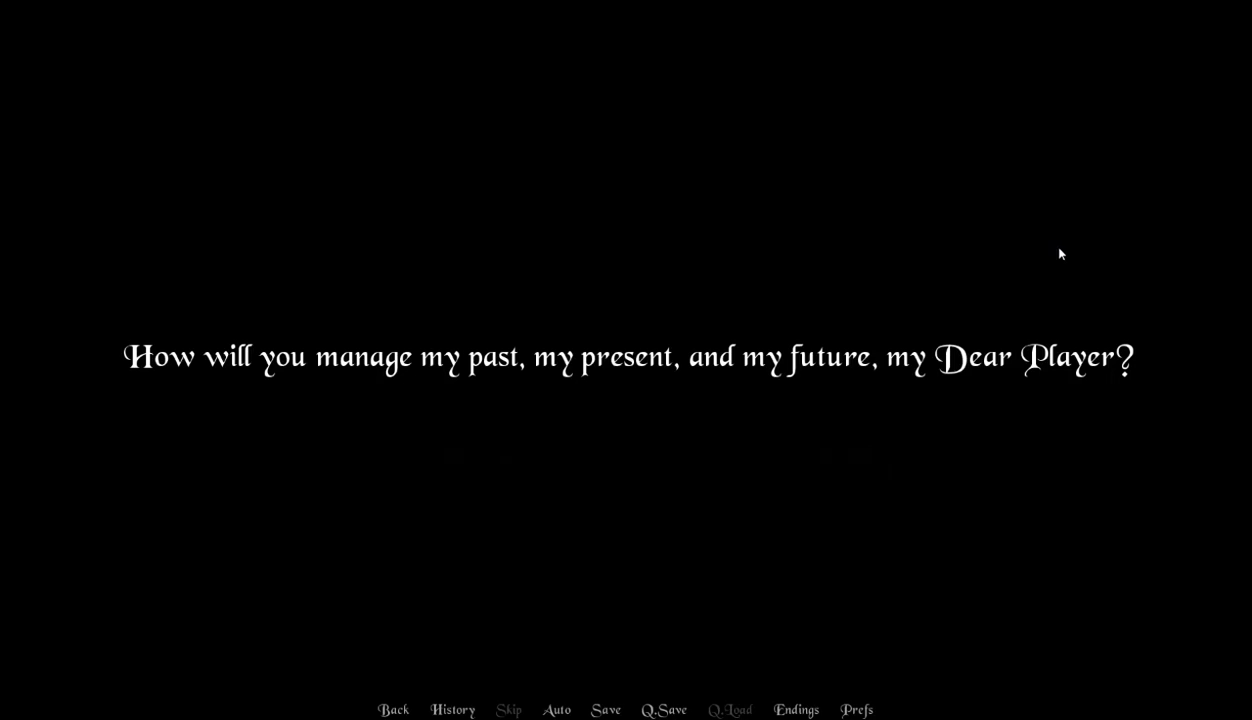 How will you manage my past, my present, and my future, my Dear Player?
Back History Skip Auto Save Q.Save Q.Load Endings Prefs